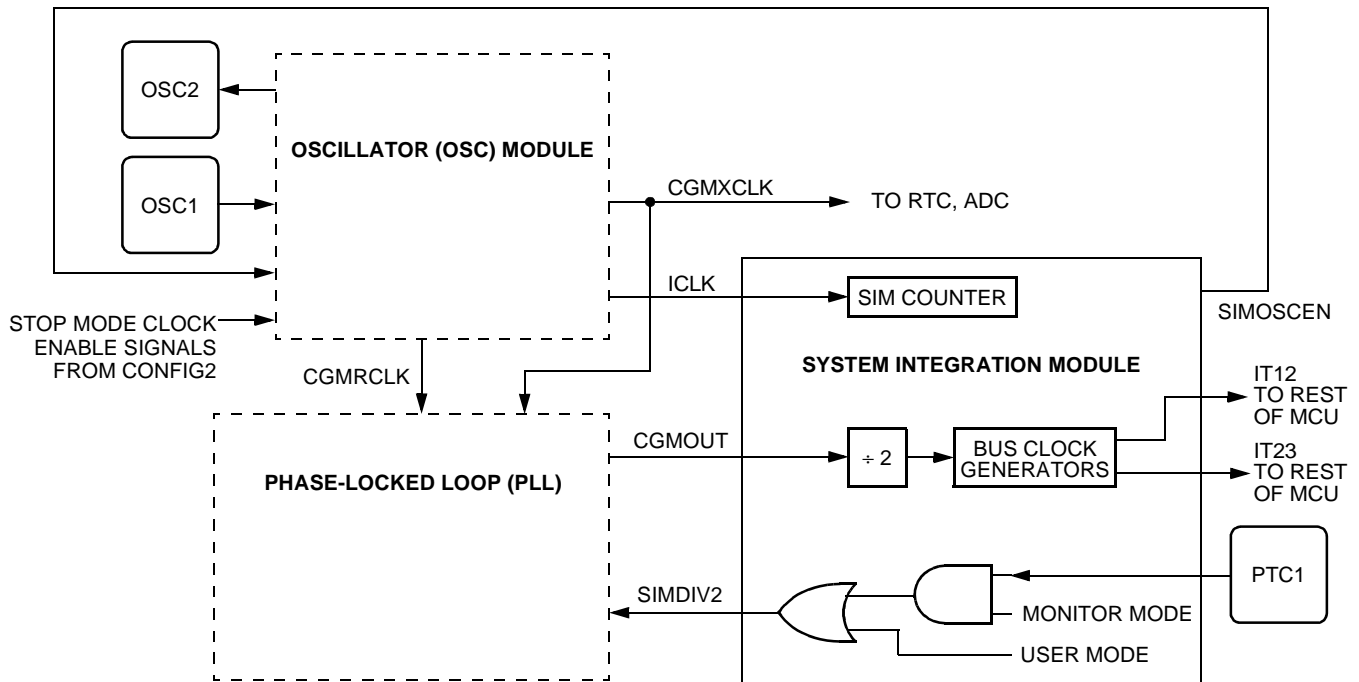 OSC2
OSCILLATOR (OSC) MODULE
OSC1
CGMXCLK
TO RTC, ADC
ICLK
SIM COUNTER
SIMOSCEN
STOP MODE CLOCK
ENABLE SIGNALS
FROM CONFIG2
CGMRCLK
SYSTEM INTEGRATION MODULE
IT12
TO REST
OF MCU
CGMOUT
÷ 2
BUS CLOCK
GENERATORS
IT23
TO REST
OF MCU
PHASE-LOCKED LOOP (PLL)
PTC1
SIMDIV2
MONITOR MODE
USER MODE